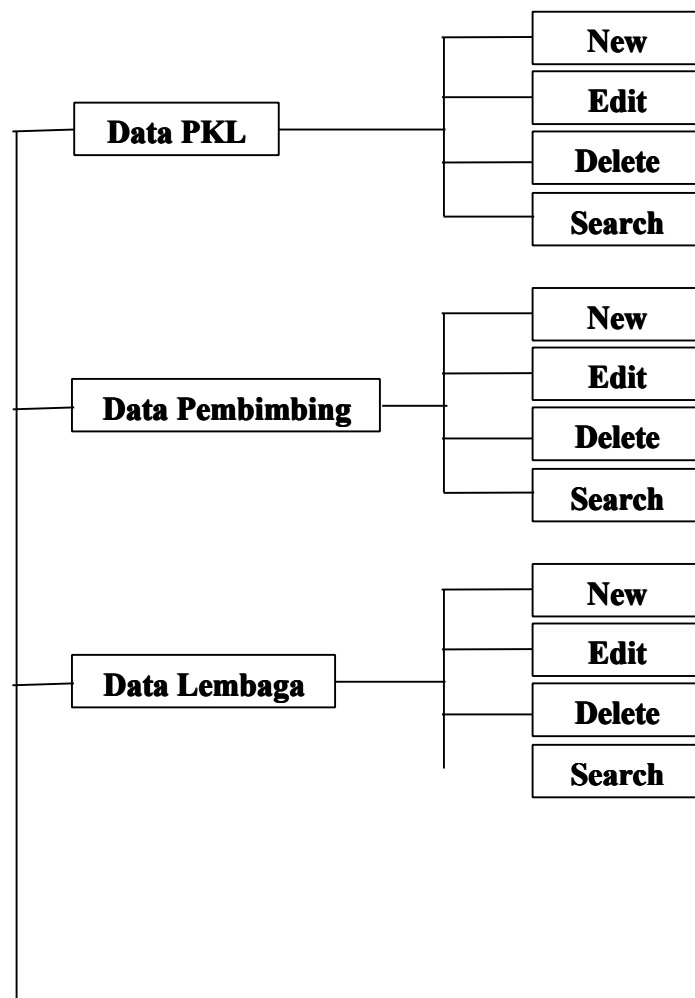 Data PKL
New
Edit
Delete
Search
Data Pembimbing
New
Edit
Delete
Search
Data Lembaga
New
Edit
Delete
Search